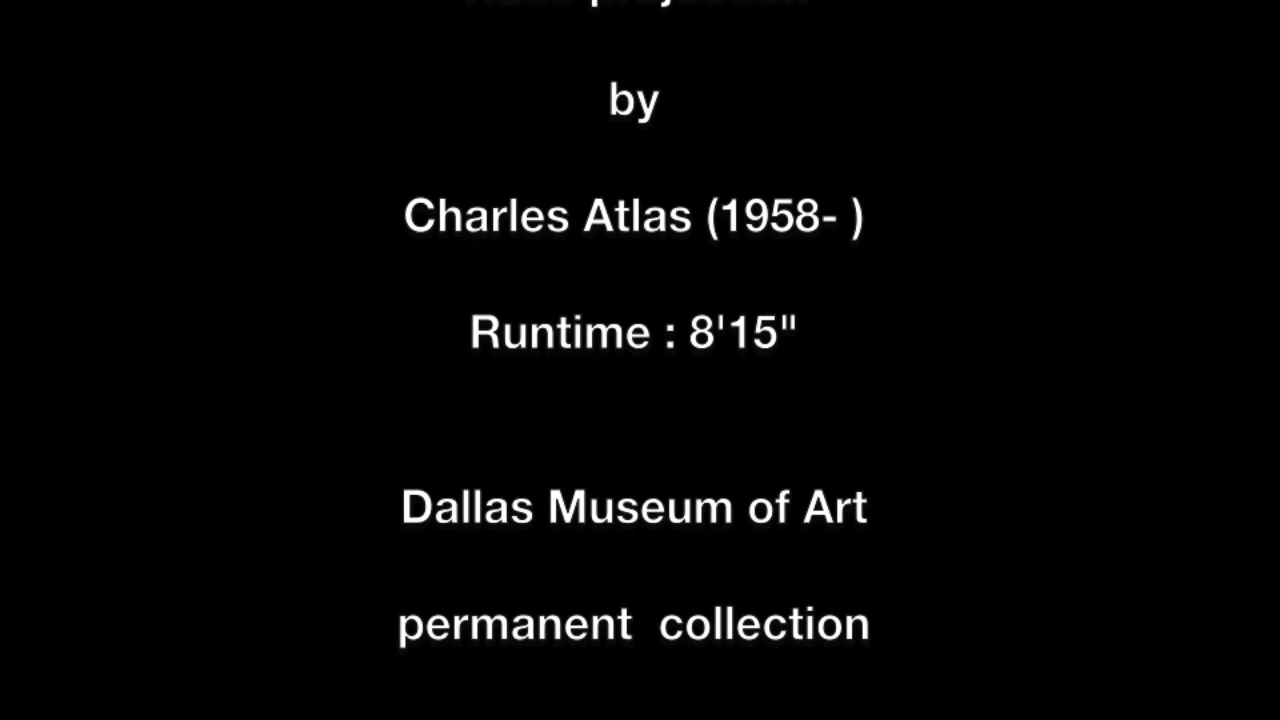 by
Charles Atlas (1958- )
Runtime : 8'15"
Dallas Museum of Art
permanent collection